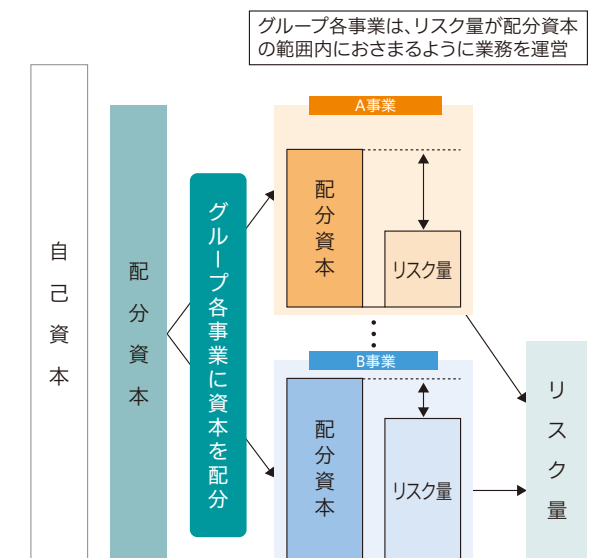 グループ各事業は、リスク量が配分資本
の範囲内におさまるように業務を運営
自己資本
配分資本
グループ各事業に資本を配分
A事業
配分資本
リスク量
B事業
配分資本
リスク量
リスク量